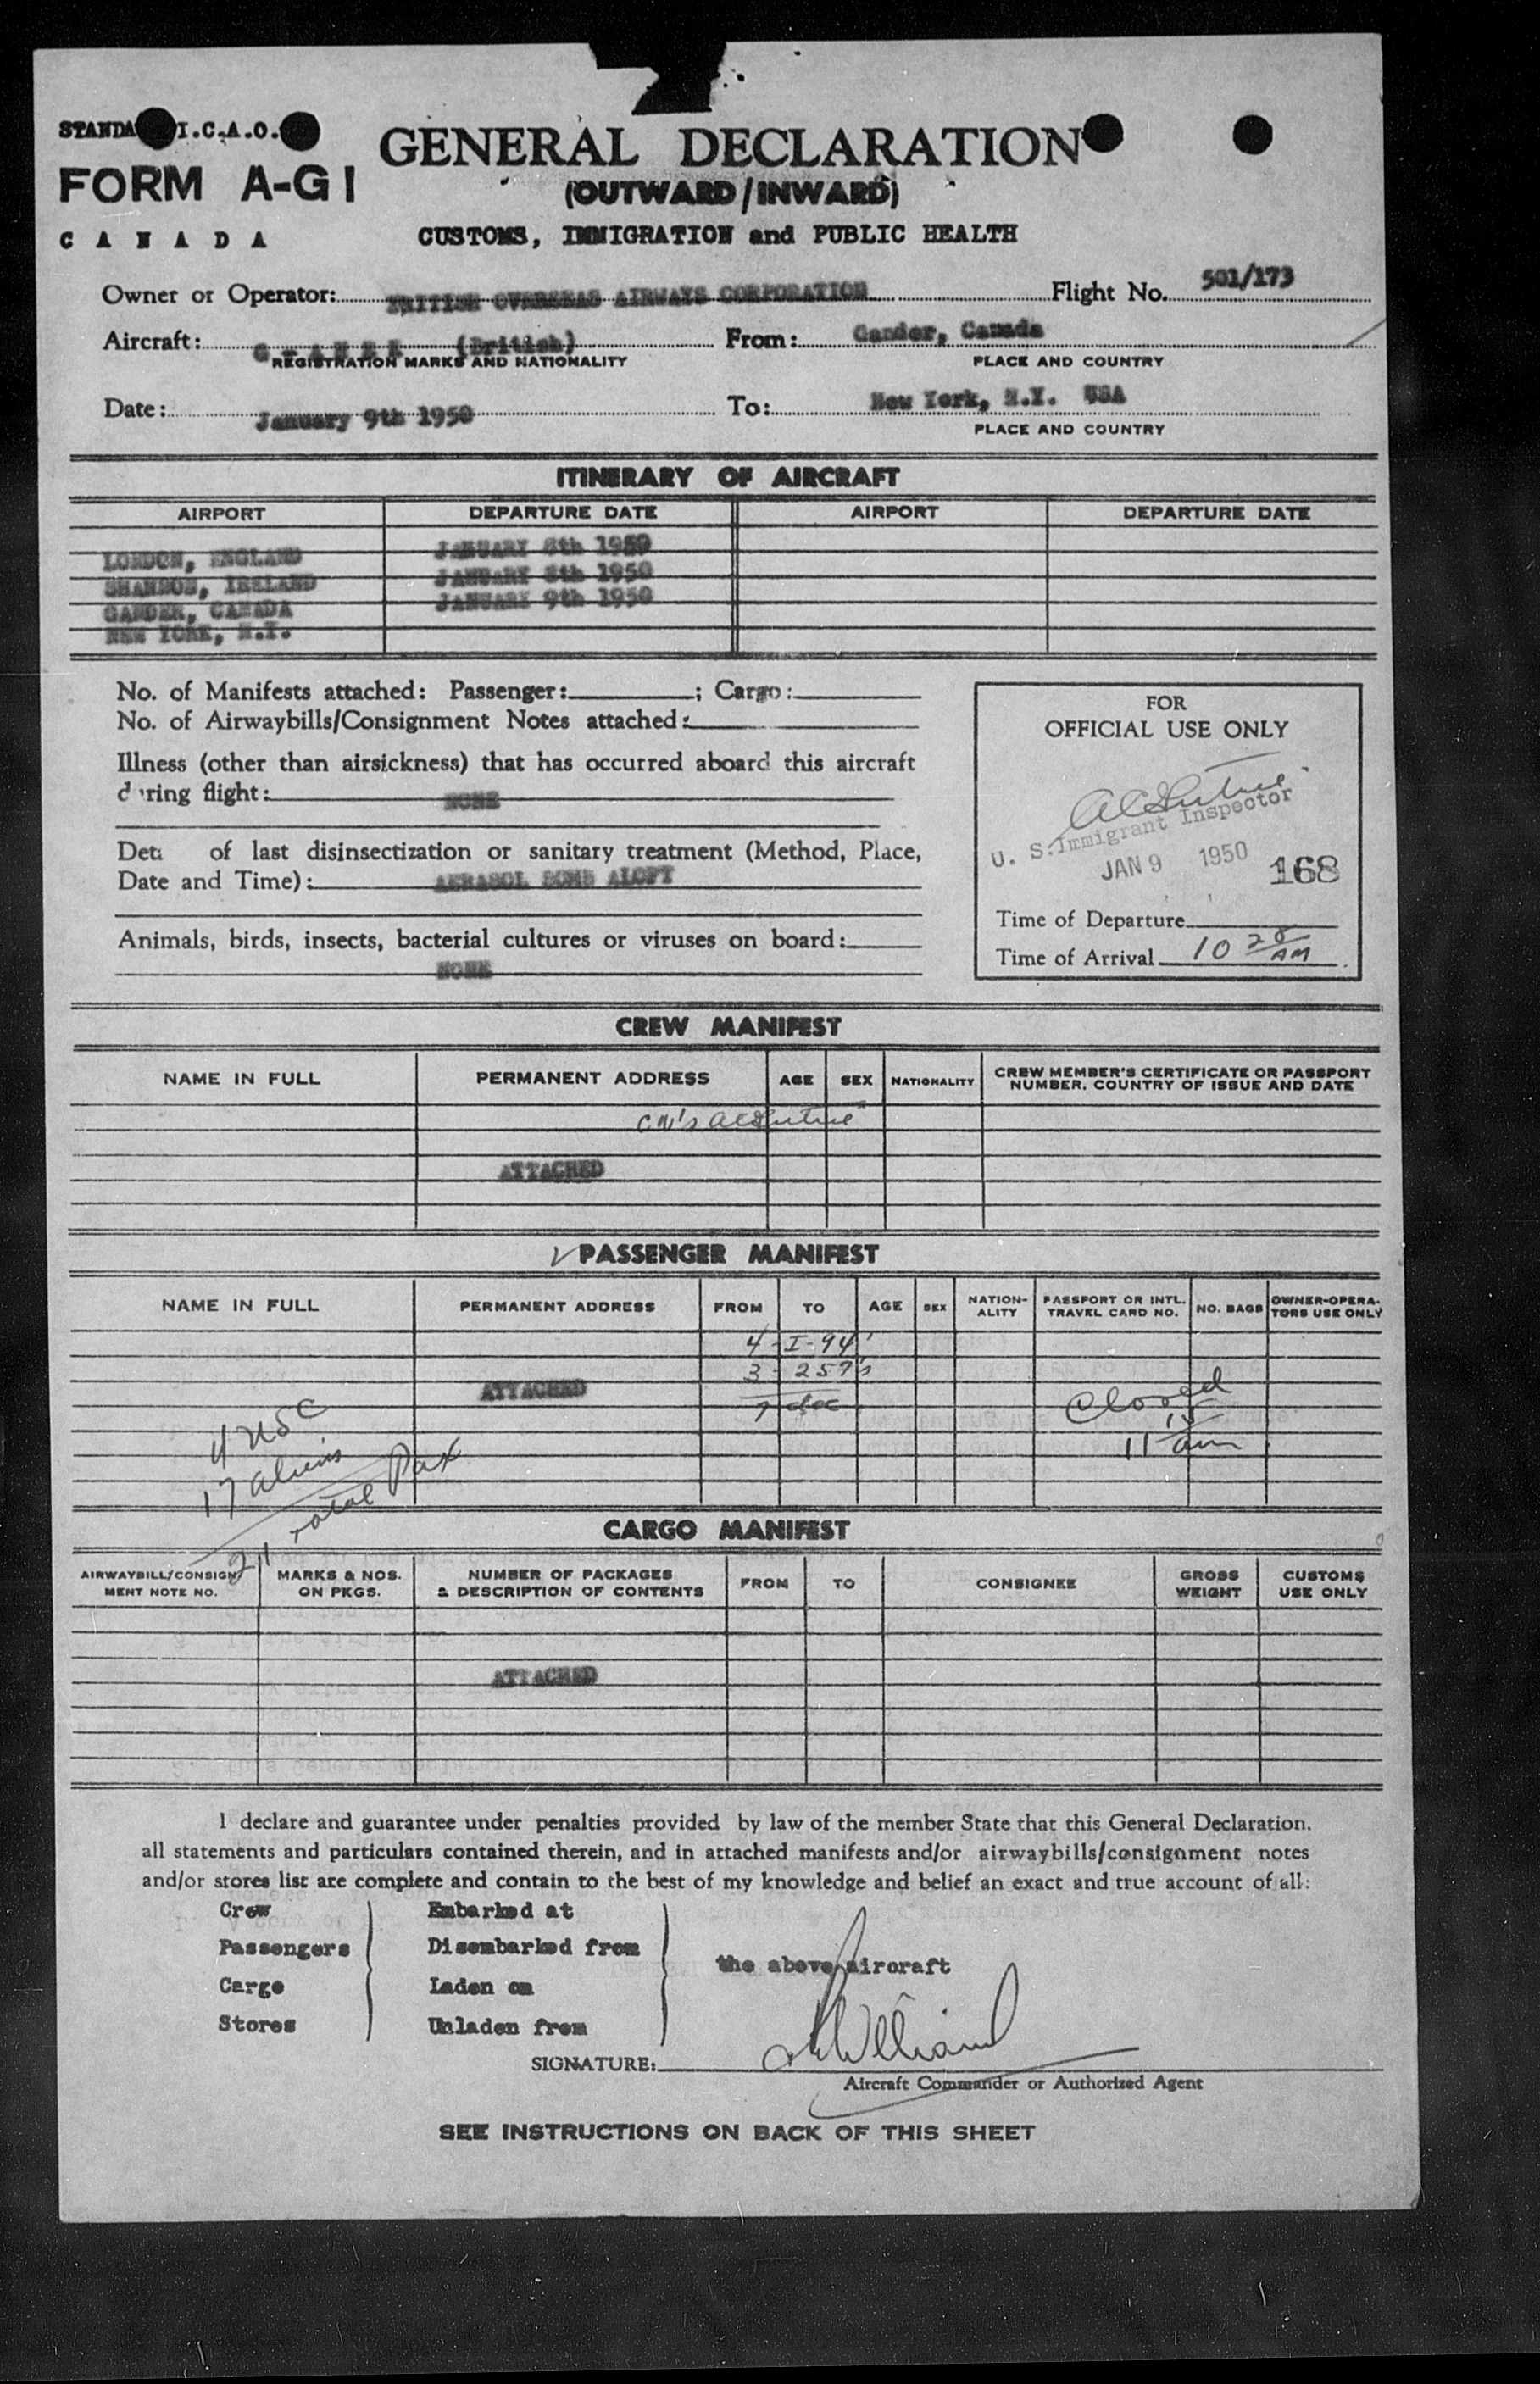 STANDA I.C.A.O.
FORM A-G1
CANADA
GENERAL DECLARATION
(OUTWARD/INWARD)
CUSTOMS, IMMIGRATION and PUBLIC HEALTH
Owner or Operator: BRITISH OVERSEAS AIRWAYS CORPORATION Flight No. 501/173
Aircraft: (British) From: Gander, Canada
REGISTRATION MARKS AND NATIONALITY PLACE AND COUNTRY
Date: January 9th 1950 To: New York, N.Y. USA
PLACE AND COUNTRY
ITINERARY OF AIRCRAFT
AIRPORT DEPARTURE DATE AIRPORT DEPARTURE DATE
LONDON, ENGLAND JANUARY 8th 1950
SHANNON, IRELAND JANUARY 8th 1950
GANDER, CANADA JANUARY 9th 1950
NEW YORK, N.Y.
No. of Manifests attached: Passenger: ; Cargo:
No. of Airwaybills/Consignment Notes attached:
Illness (other than airsickness) that has occurred aboard this aircraft
d ring flight: NONE
Deta of last disinsectization or sanitary treatment (Method, Place,
Date and Time): AERASOL BOMB ALOFT
Animals, birds, insects, bacterial cultures or viruses on board:
NONE
FOR
OFFICIAL USE ONLY
U. S. Immigrant Inspector
JAN 9 1950 168
Time of Departure
Time of Arrival 10 28 AM
CREW MANIFEST
NAME IN FULL PERMANENT ADDRESS AGE SEX NATIONALITY CREW MEMBER'S CERTIFICATE OR PASSPORT NUMBER. COUNTRY OF ISSUE AND DATE
ATTACHED
PASSENGER MANIFEST
NAME IN FULL PERMANENT ADDRESS FROM TO AGE SEX NATION-ALITY PASSPORT OR INTL. TRAVEL CARD NO. NO. BAGS OWNER-OPERA-TORS USE ONLY
4-I-94'
3-257's
ATTACHED
7 doc
Closed
11 15 am
4 USC
17 aliens
21 total Pax
CARGO MANIFEST
AIRWAYBILL/CONSIGN MENT NOTE NO. MARKS & NOS. ON PKGS. NUMBER OF PACKAGES & DESCRIPTION OF CONTENTS FROM TO CONSIGNEE GROSS WEIGHT CUSTOMS USE ONLY
ATTACHED
I declare and guarantee under penalties provided by law of the member State that this General Declaration.
all statements and particulars contained therein, and in attached manifests and/or airwaybills/consignment notes
and/or stores list are complete and contain to the best of my knowledge and belief an exact and true account of all:
Crew Embarked at
Passengers Disembarked from
the above aircraft
Cargo Laden on
Stores Unladen from
SIGNATURE:
Aircraft Commander or Authorized Agent
SEE INSTRUCTIONS ON BACK OF THIS SHEET